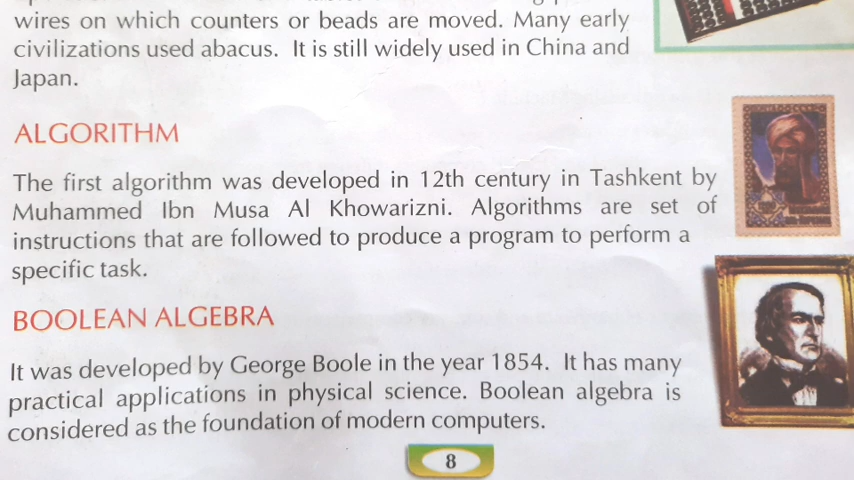 wires on which counters or beads are moved. Many early
civilizations used abacus. It is still widely used in China and
Japan.
ALGORITHM
The first algorithm was developed in 12th century in Tashkent by
Muhammed Ibn Musa Al Khowarizni. Algorithms are set of
instructions that are followed to produce a program to perform a
specific task.
BOOLEAN ALGEBRA
It was developed by George Boole in the year 1854. It has many
practical applications in physical science. Boolean algebra is
considered as the foundation of modern computers.
8